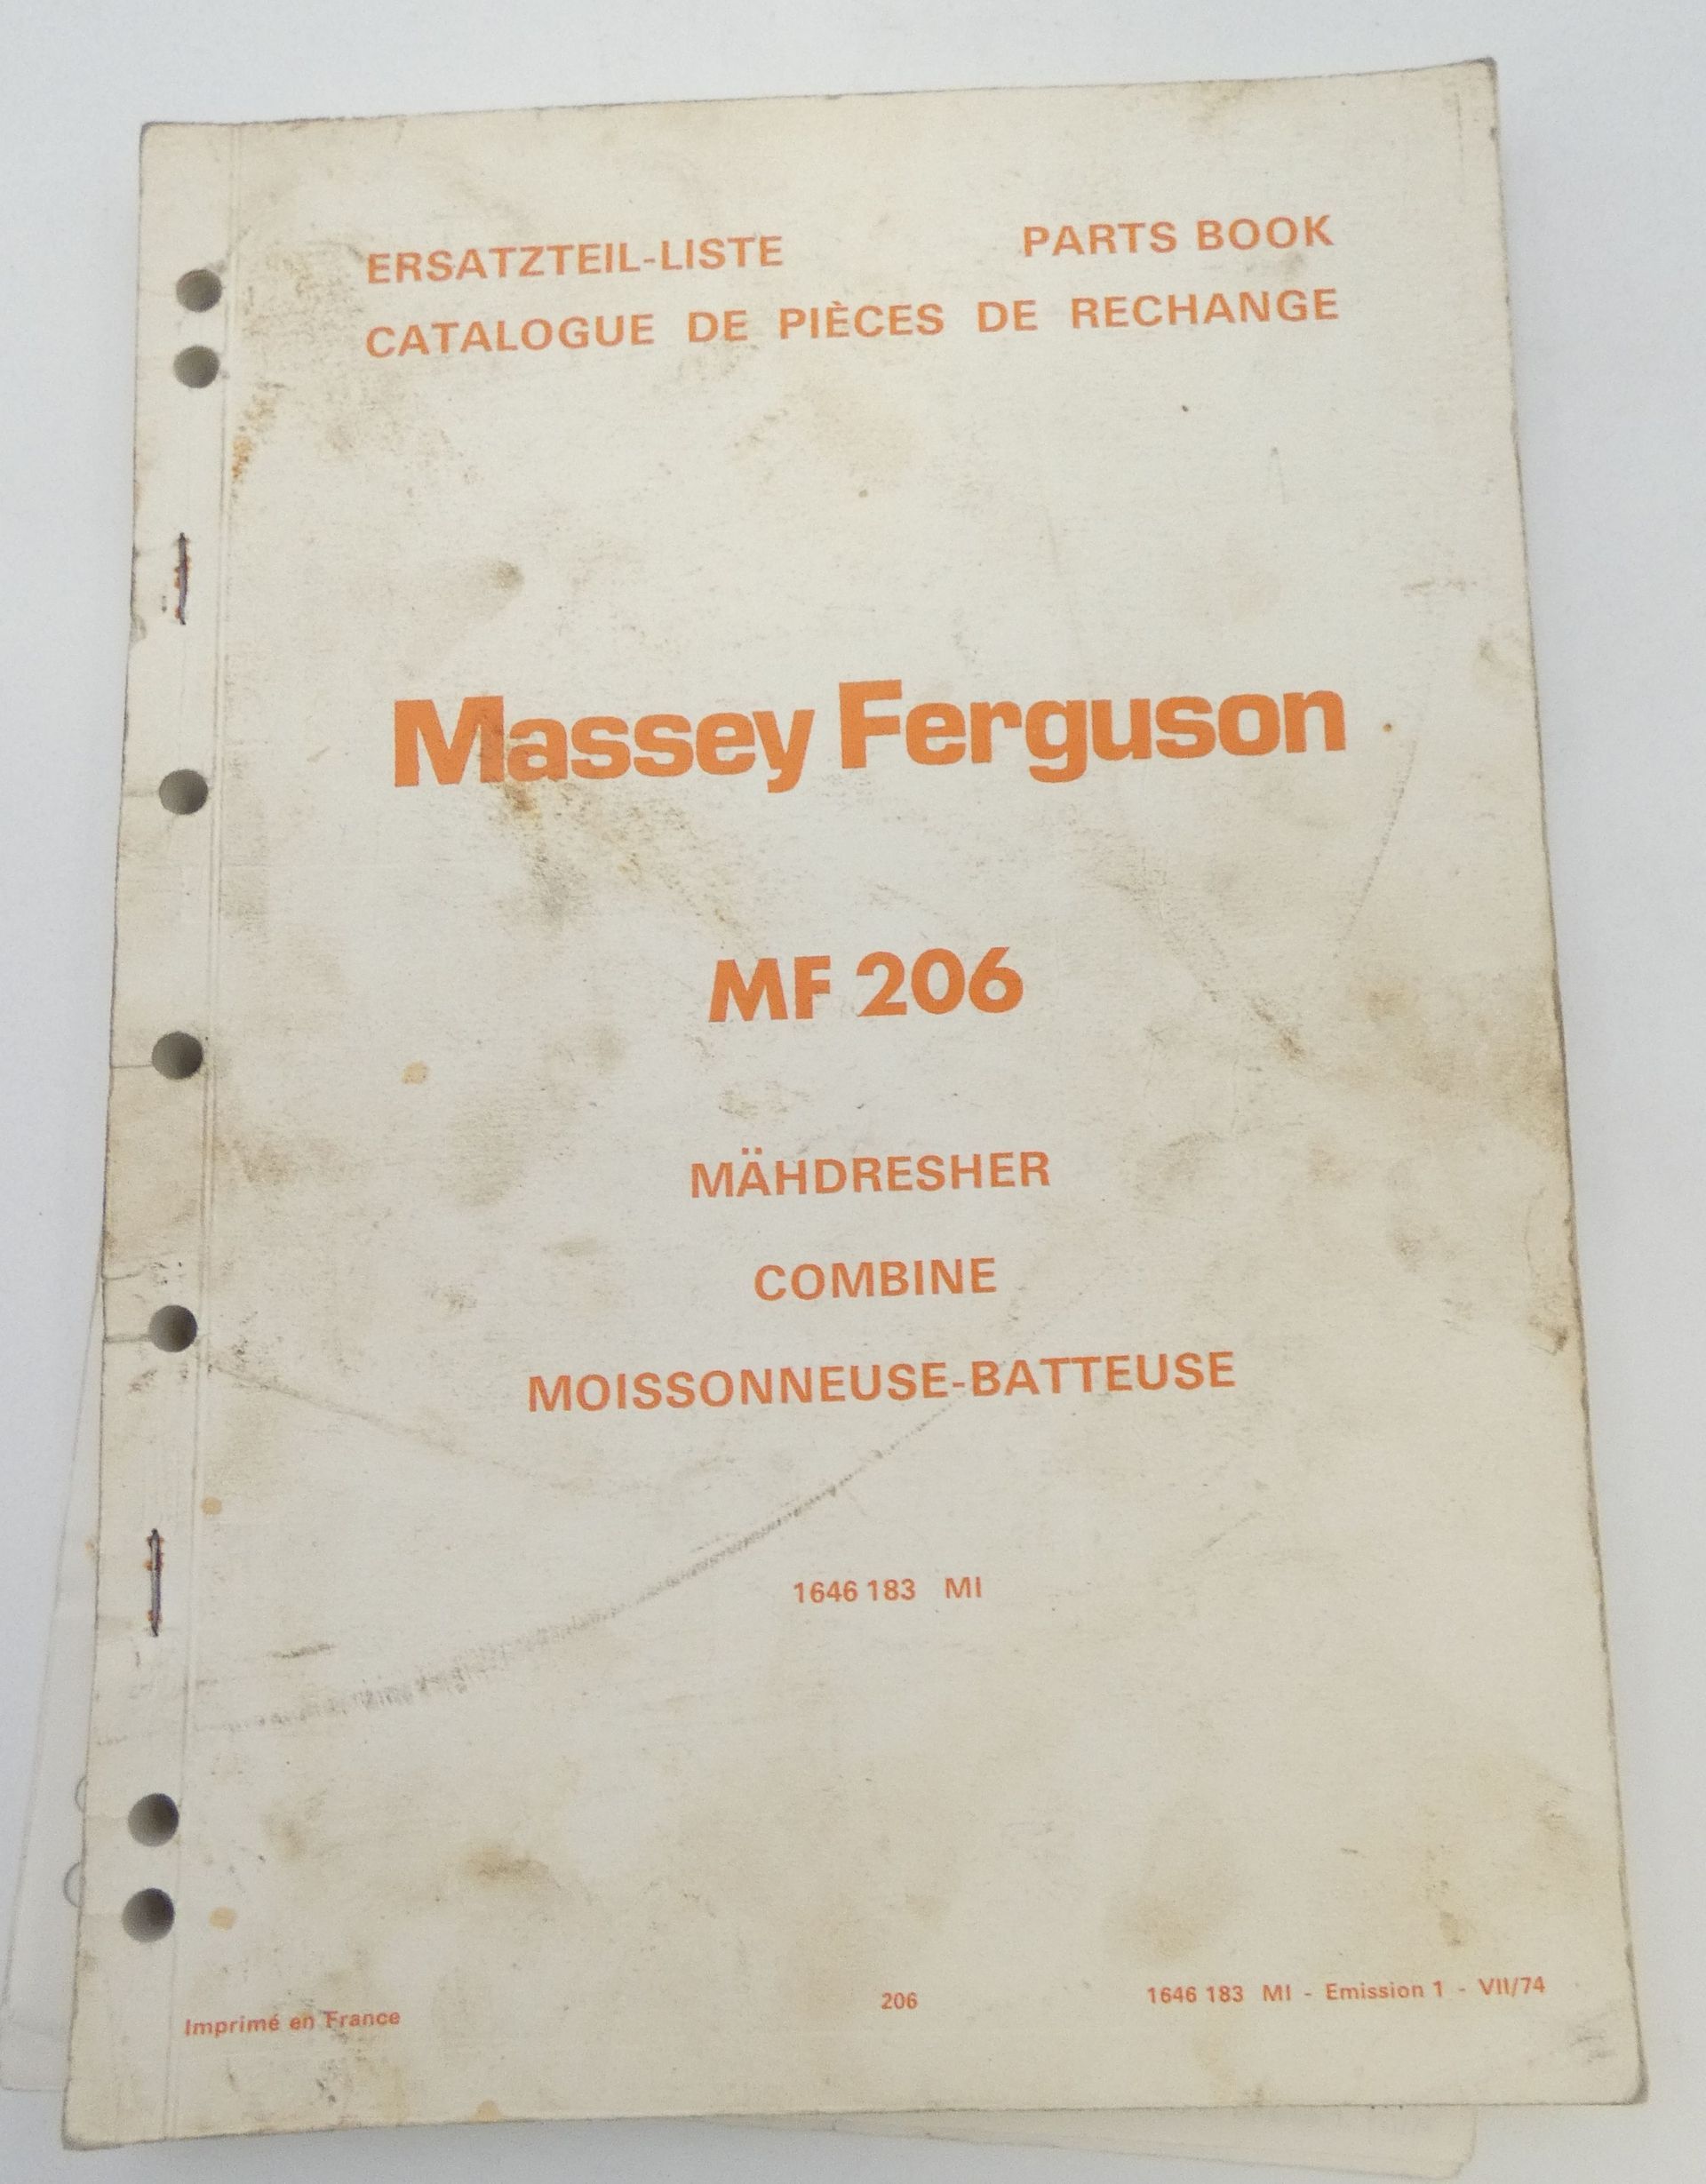 ERSATZTEIL-LISTE PARTS BOOK
CATALOGUE DE PIÈCES DE RECHANGE
Massey Ferguson
MF 206
MÄHDRESHER
COMBINE
MOISSONNEUSE-BATTEUSE
1646 183 MI
Imprimé en France 206 1646 183 MI - Emission 1 - VII/74